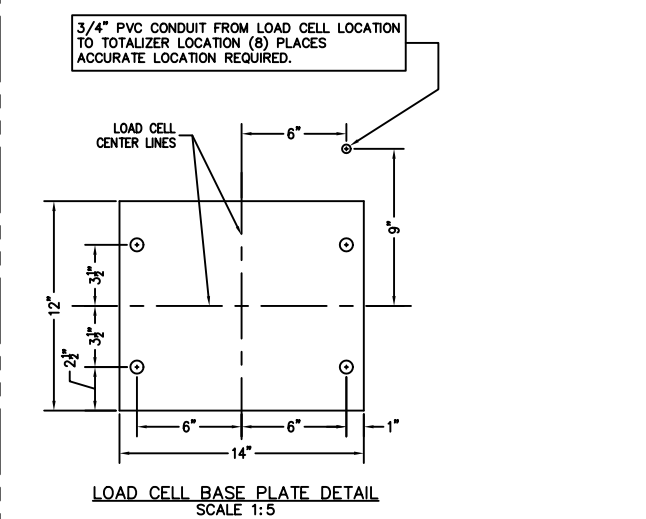 3/4" PVC CONDUIT FROM LOAD CELL LOCATION
TO TOTALIZER LOCATION (8) PLACES
ACCURATE LOCATION REQUIRED.
LOAD CELL
CENTER LINES
6"
9"
12"
3½"
3½"
2½"
6"
6"
1"
14"
LOAD CELL BASE PLATE DETAIL
SCALE 1:5